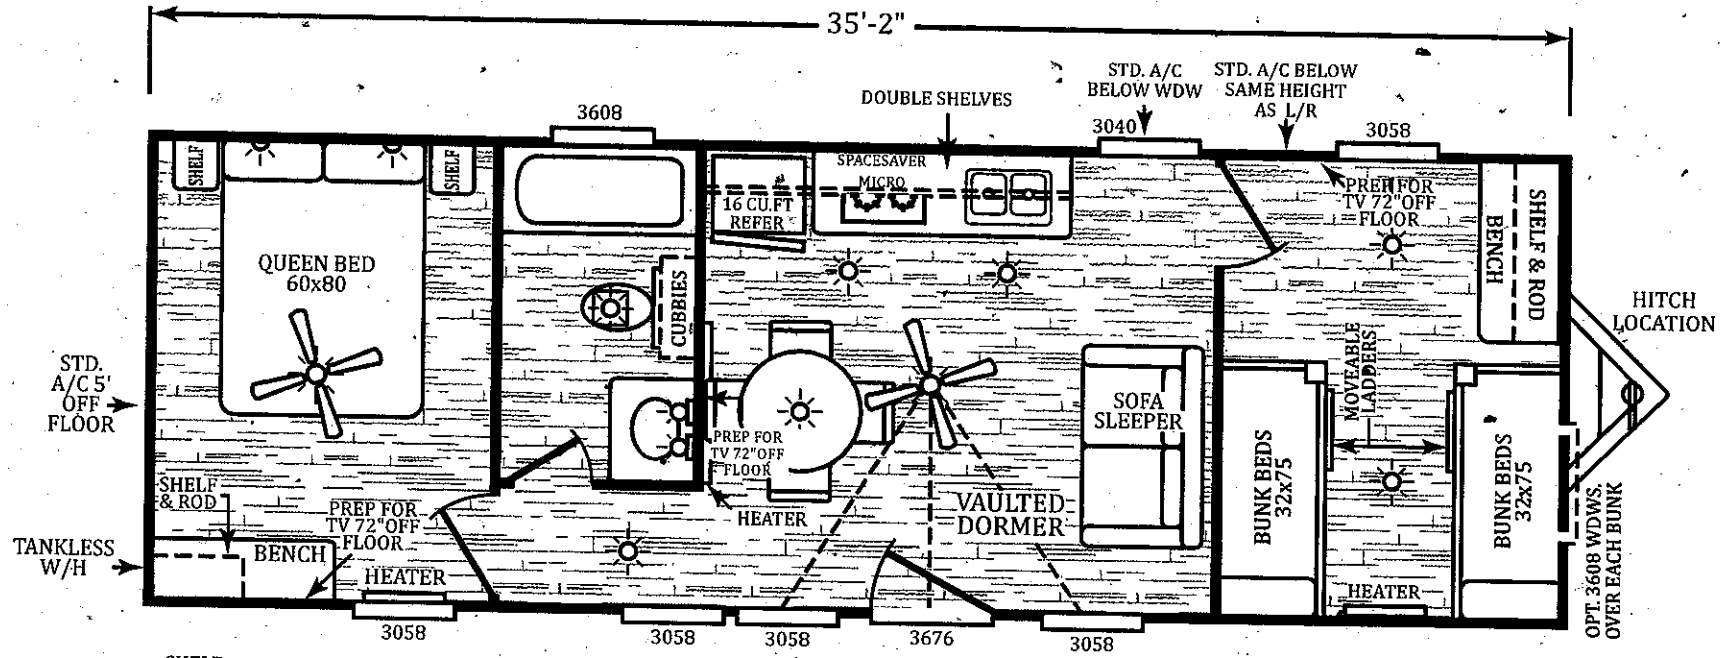 35'-2"
STD. A/C
BELOW WDW
STD. A/C BELOW
SAME HEIGHT
AS L/R
DOUBLE SHELVES
3608
3040
3058
SHELF
SHELF
SPACESAVER
MICRO
16 CU.FT
REFER
PREP FOR
TV 72"OFF
FLOOR
SHELF & ROD
BENCH
QUEEN BED
60x80
CUBBIES
HITCH
LOCATION
MOVEABLE
LADDERS
STD.
A/C 5'
OFF
FLOOR
SOFA
SLEEPER
PREP FOR
TV 72"OFF
FLOOR
BUNK BEDS
32x75
BUNK BEDS
32x75
SHELF
& ROD
PREP FOR
TV 72"OFF
FLOOR
HEATER
VAULTED
DORMER
TANKLESS
W/H
BENCH
HEATER
HEATER
OPT. 3608 WDWS.
OVER EACH BUNK
3058
3058
3058
3676
3058